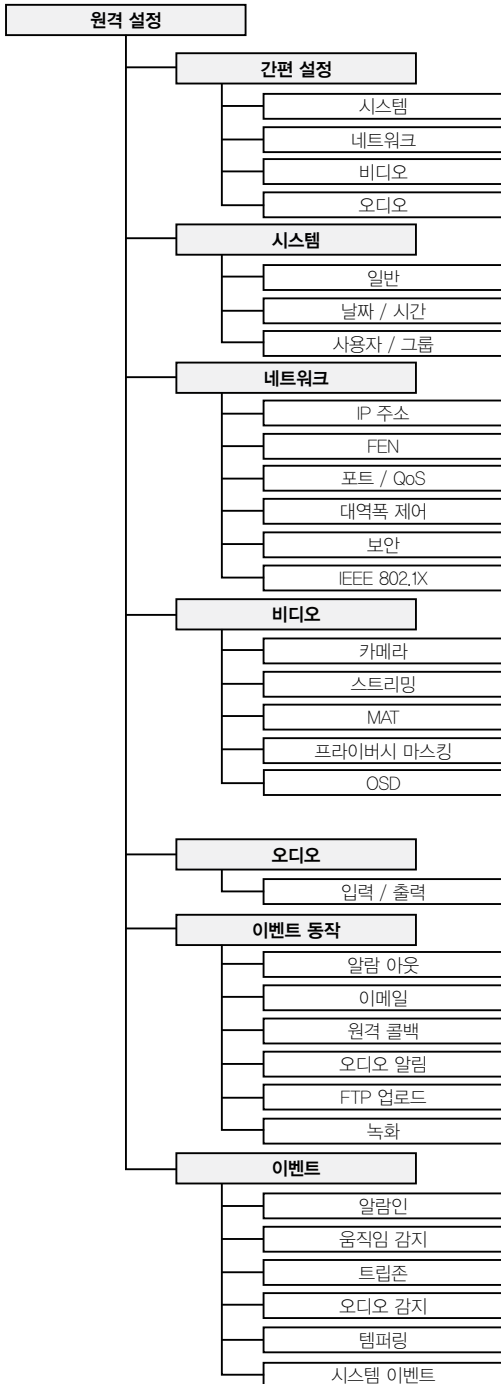 원격 설정
간편 설정
시스템
네트워크
비디오
오디오
시스템
일반
날짜 / 시간
사용자 / 그룹
네트워크
IP 주소
FEN
포트 / QoS
대역폭 제어
보안
IEEE 802.1X
비디오
카메라
스트리밍
MAT
프라이버시 마스킹
OSD
오디오
입력 / 출력
이벤트 동작
알람 아웃
이메일
원격 콜백
오디오 알림
FTP 업로드
녹화
이벤트
알람인
움직임 감지
트립존
오디오 감지
템퍼링
시스템 이벤트